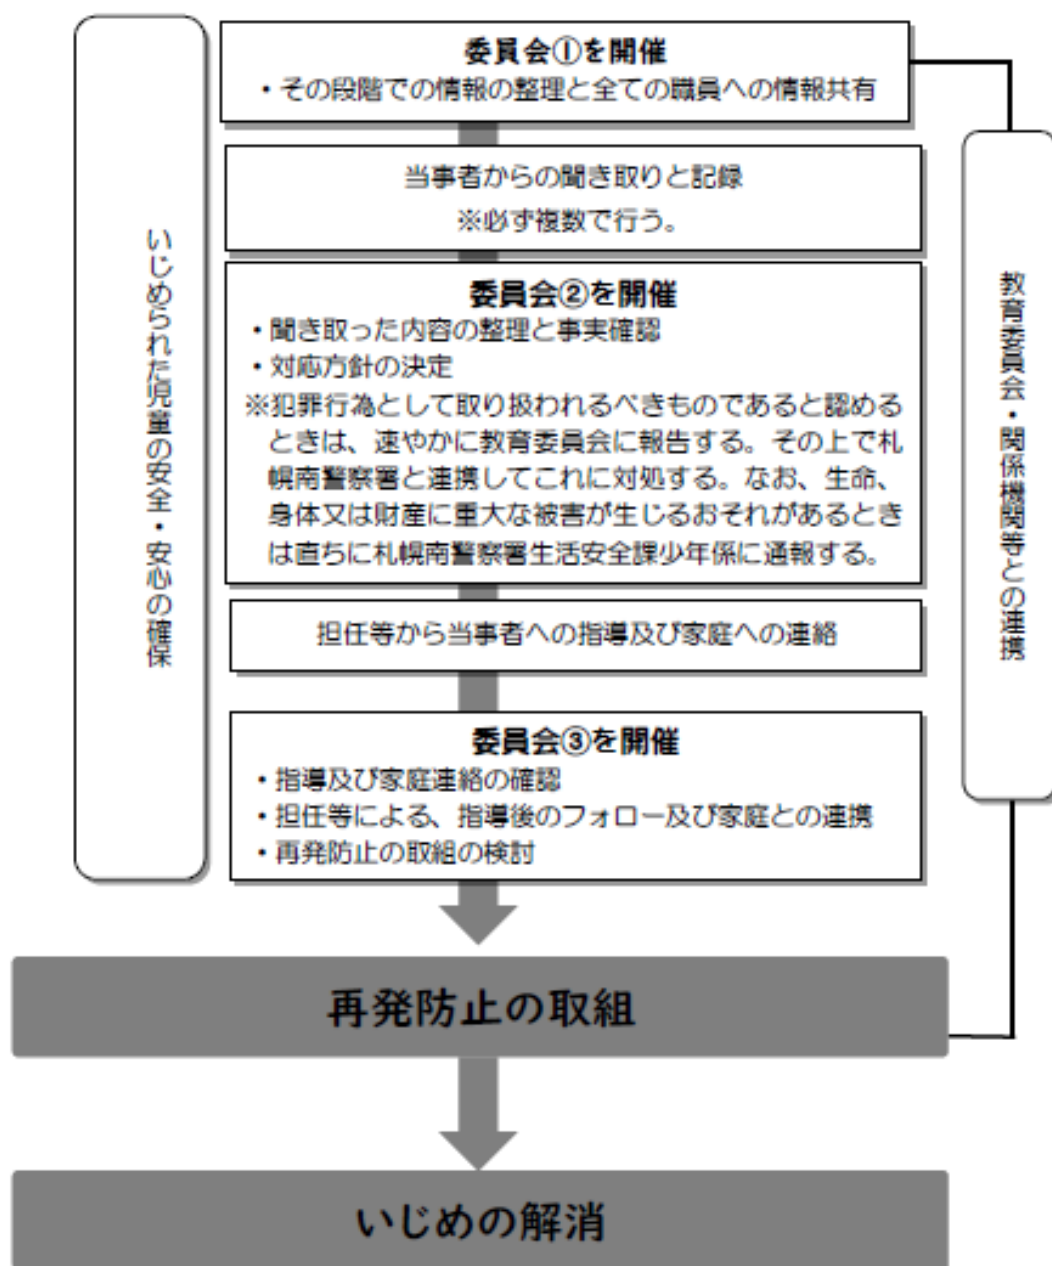 委員会①を開催
・その段階での情報の整理と全ての職員への情報共有
当事者からの聞き取りと記録
※必ず複数で行う。
委員会②を開催
・聞き取った内容の整理と事実確認
・対応方針の決定
※犯罪行為として取り扱われるべきものであると認める
ときは、速やかに教育委員会に報告する。その上で札
幌南警察署と連携してこれに対処する。なお、生命、
身体又は財産に重大な被害が生じるおそれがあるとき
は直ちに札幌南警察署生活安全課少年係に通報する。
担任等から当事者への指導及び家庭への連絡
委員会③を開催
・指導及び家庭連絡の確認
・担任等による、指導後のフォロー及び家庭との連携
・再発防止の取組の検討
いじめられた児童の安全・安心の確保
教育委員会・関係機関等との連携
再発防止の取組
いじめの解消